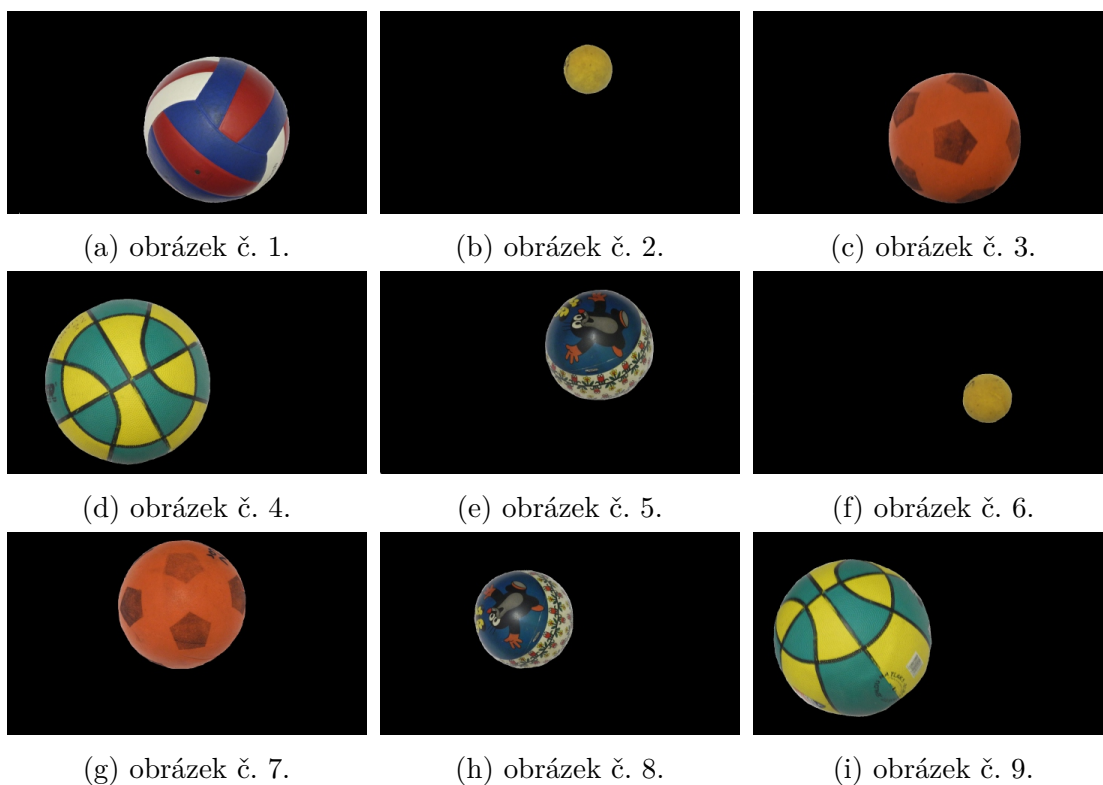 (a) obrázek č. 1.
(b) obrázek č. 2.
(c) obrázek č. 3.
(d) obrázek č. 4.
(e) obrázek č. 5.
(f) obrázek č. 6.
(g) obrázek č. 7.
(h) obrázek č. 8.
(i) obrázek č. 9.